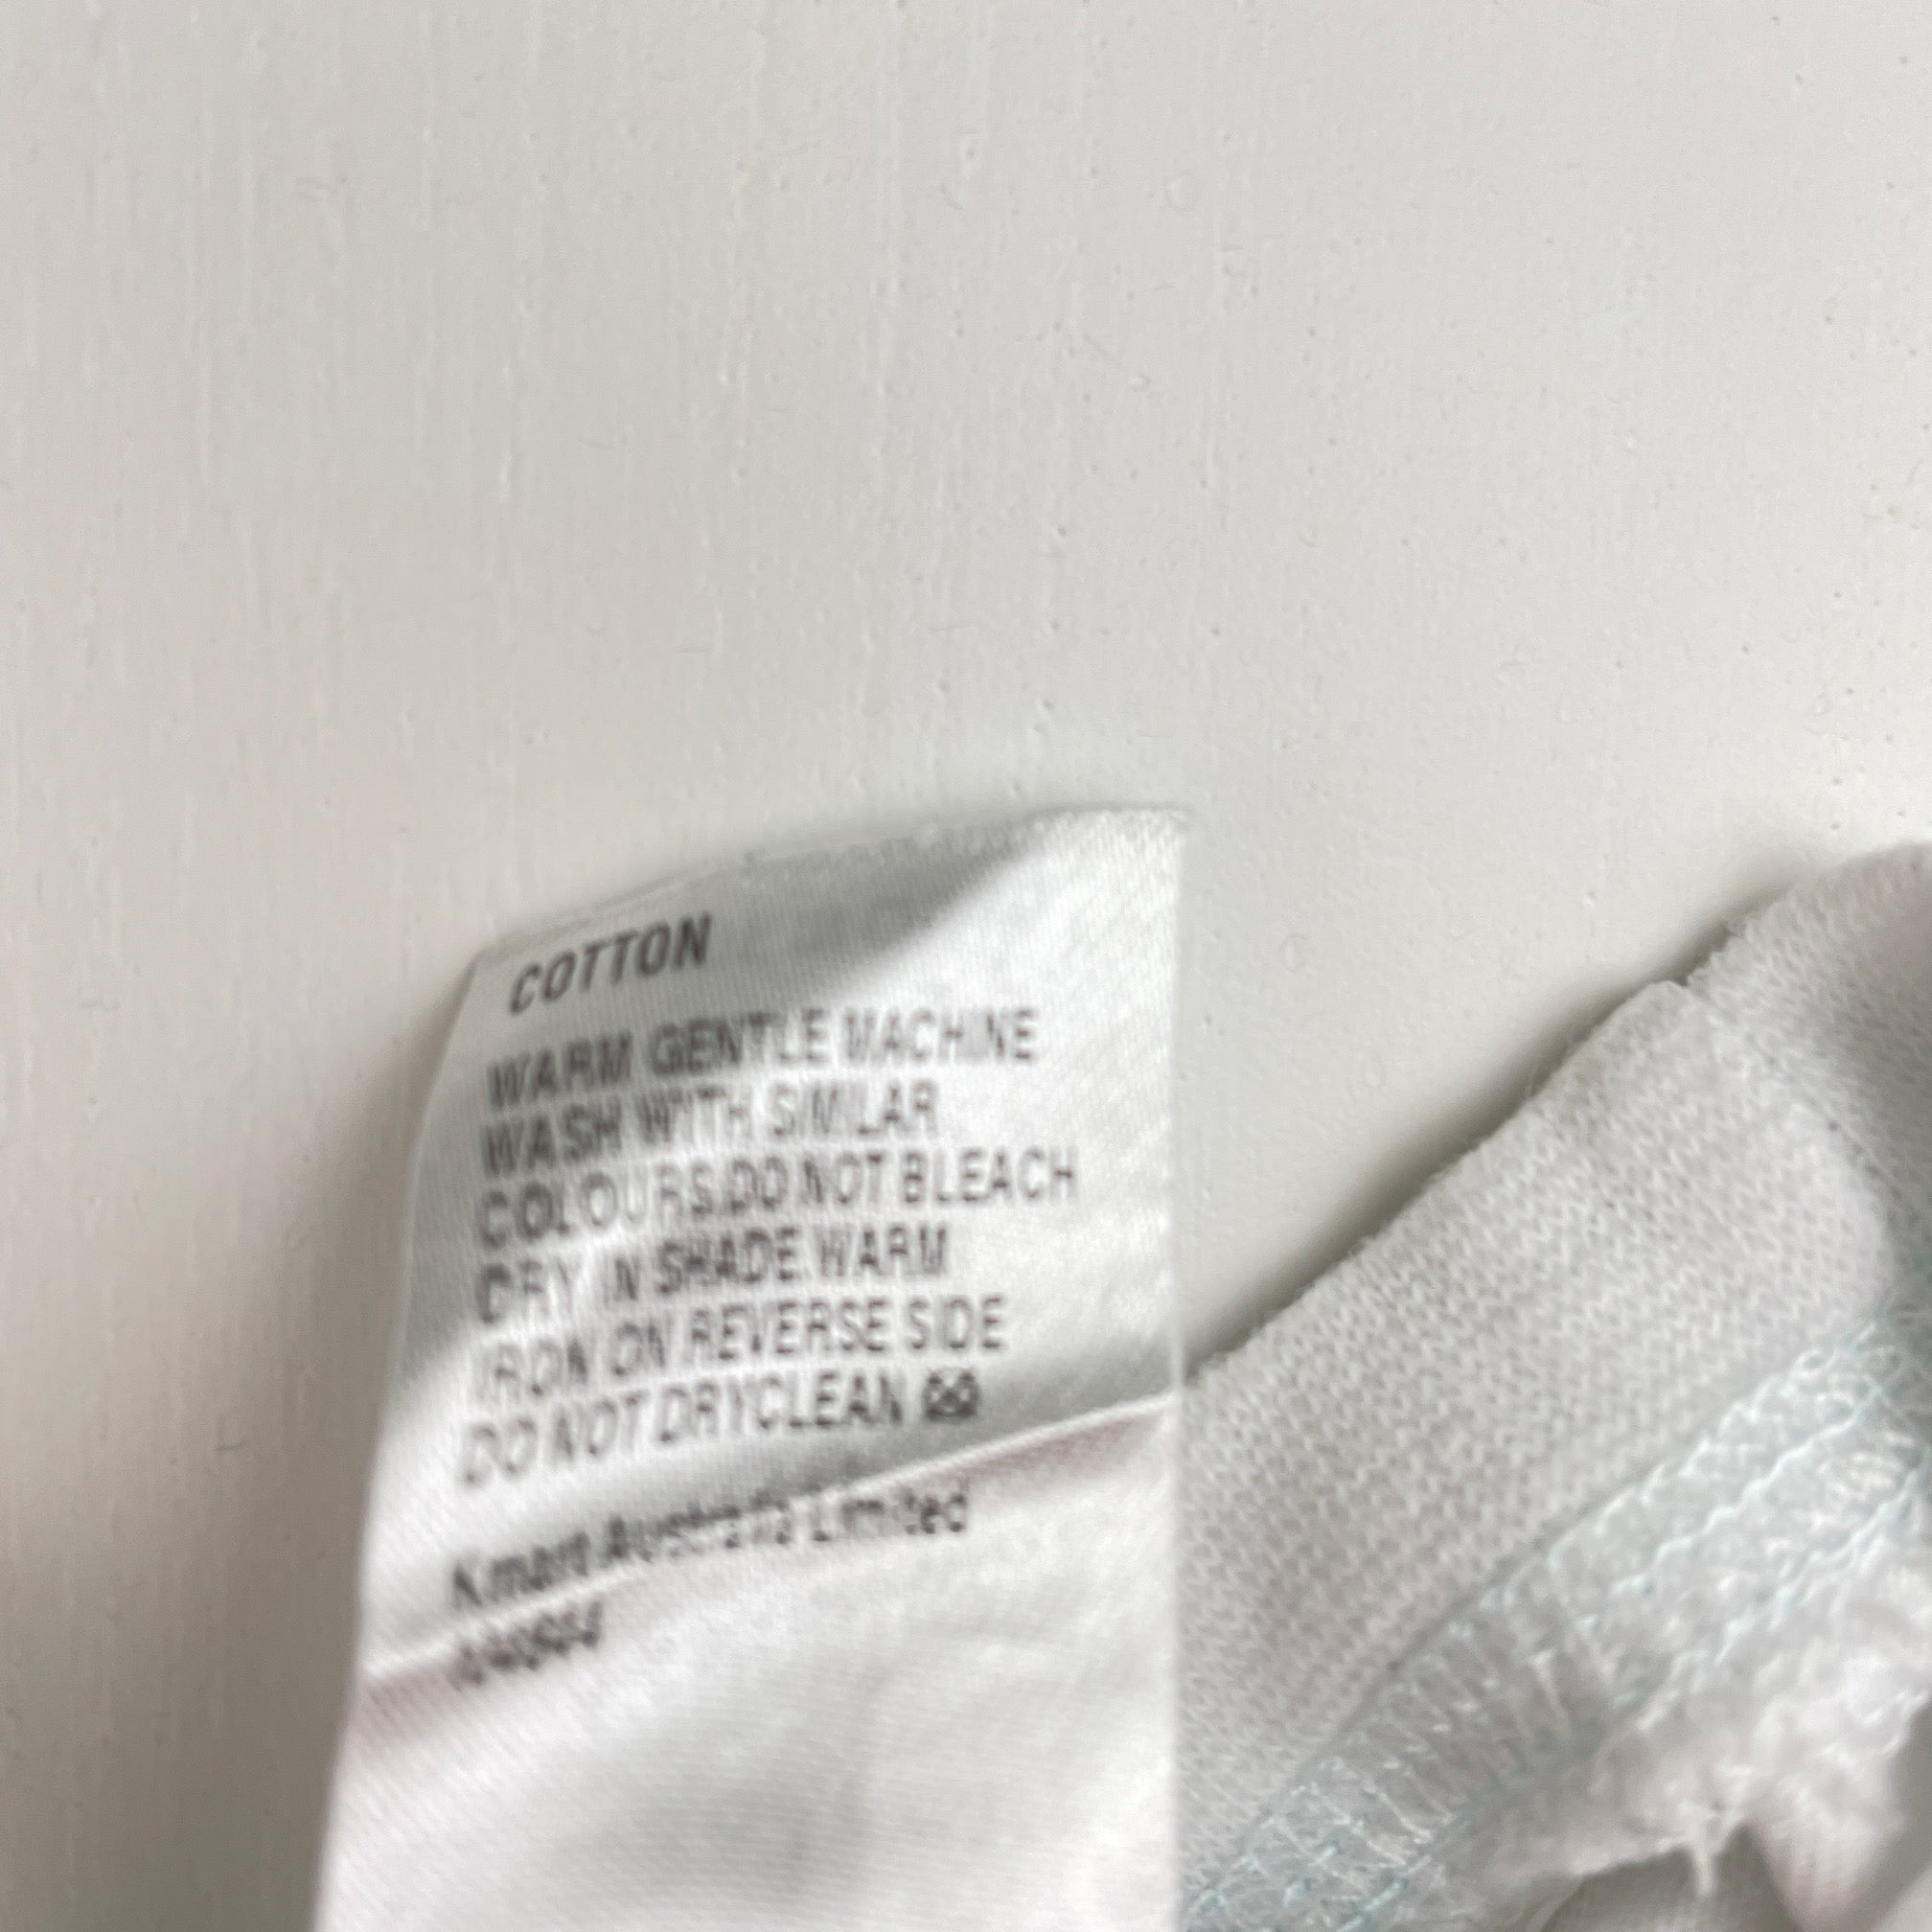 COTTON
WARM GENTLE MACHINE
WASH WITH SIMILAR
COLOURS.DO NOT BLEACH
DRY IN SHADE.WARM
IRON ON REVERSE SIDE
DO NOT DRYCLEAN
Kmart Australia Limited